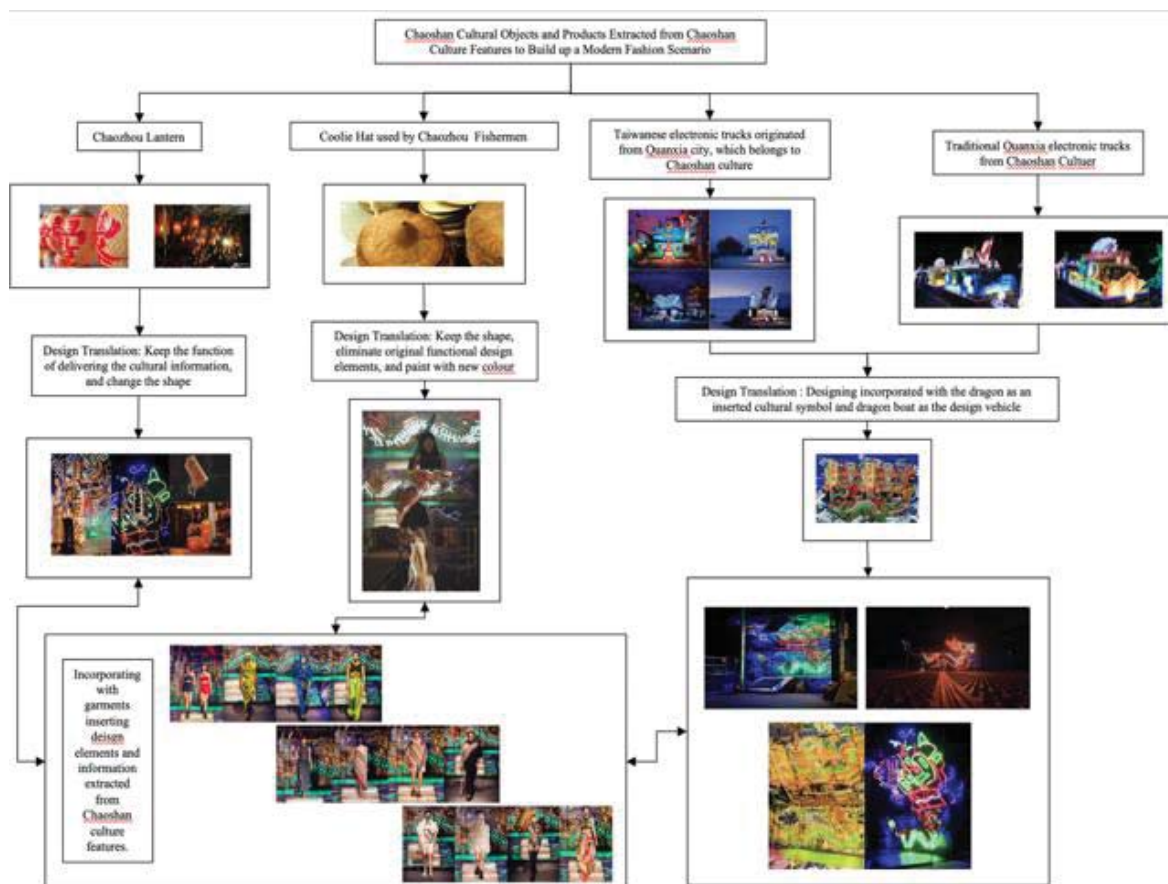 Chaoshan Cultural Objects and Products Extracted from Chaoshan
Culture Features to Build up a Modern Fashion Scenario
Chaozhou Lantern
Coolie Hat used by Chaozhou Fishermen
Taiwanese electronic trucks originated
from Quanxia city, which belongs to
Chaoshan culture
Traditional Quanxia electronic trucks
from Chaoshan Cultuer
Design Translation: Keep the function
of delivering the cultural information,
and change the shape
Design Translation: Keep the shape,
eliminate original functional design
elements, and paint with new colour
Design Translation : Designing incorporated with the dragon as an
inserted cultural symbol and dragon boat as the design vehicle
Incorporating
with
garments
inserting
deisgn
elements and
information
extracted
from
Chaoshan
culture
features.